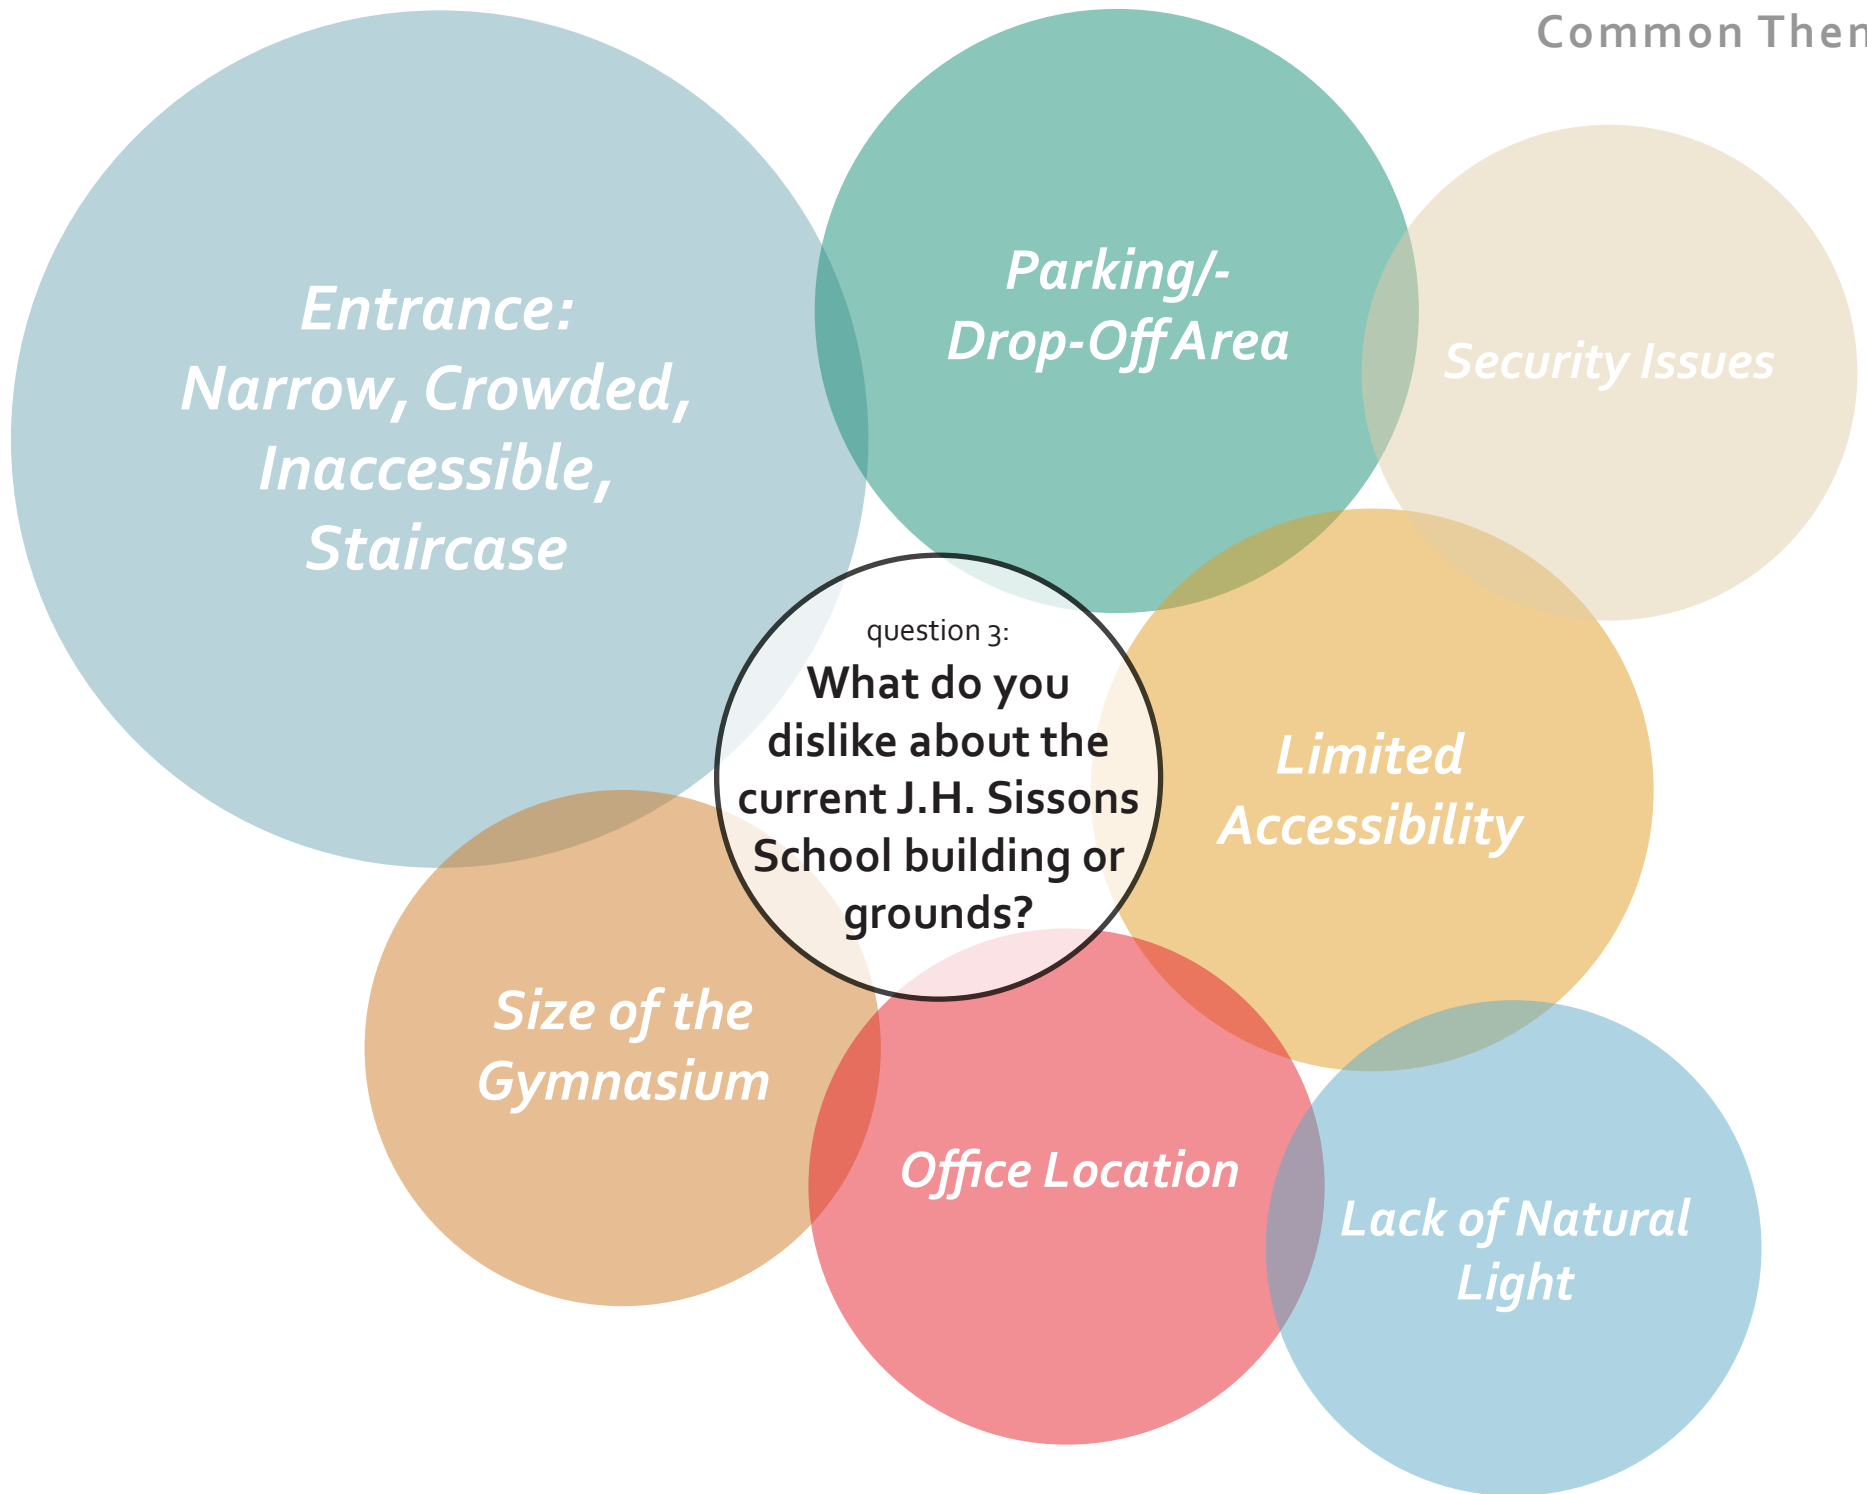 Common Them
Entrance:
Narrow, Crowded,
Inaccessible,
Staircase
Parking/-
Drop-Off Area
Security Issues
question 3:
What do you
dislike about the
current J.H. Sissons
School building or
grounds?
Limited
Accessibility
Size of the
Gymnasium
Office Location
Lack of Natural
Light